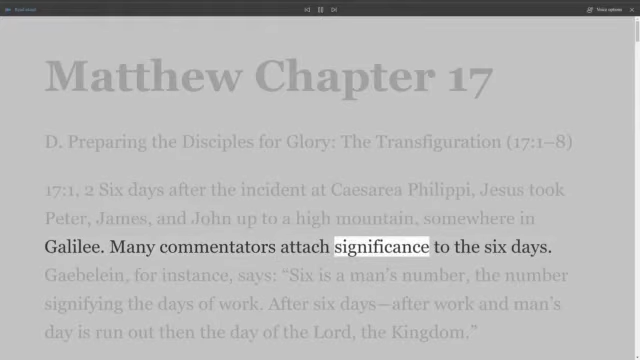 Read aloud
Voice options
Matthew Chapter 17
D. Preparing the Disciples for Glory: The Transfiguration (17:1–8)
17:1, 2 Six days after the incident at Caesarea Philippi, Jesus took
Peter, James, and John up to a high mountain, somewhere in
Galilee. Many commentators attach significance to the six days.
Gaebelein, for instance, says: “Six is a man’s number, the number
signifying the days of work. After six days—after work and man’s
day is run out then the day of the Lord, the Kingdom.”